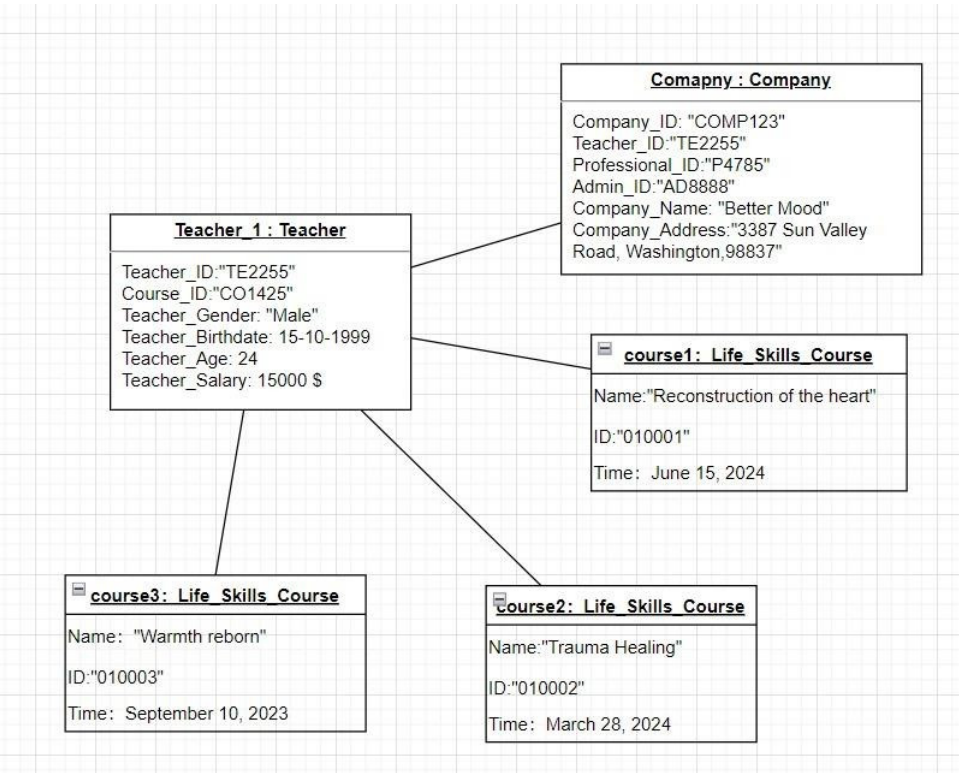 Comapny : Company
Company_ID: "COMP123"
Teacher_ID:"TE2255"
Professional_ID:"P4785"
Admin_ID:"AD8888"
Company_Name: "Better Mood"
Company_Address:"3387 Sun Valley
Road, Washington,98837"
Teacher_1 : Teacher
Teacher_ID:"TE2255"
Course_ID:"CO1425"
Teacher_Gender: "Male"
Teacher_Birthdate: 15-10-1999
Teacher_Age: 24
Teacher_Salary: 15000 $
course1: Life_Skills_Course
Name:"Reconstruction of the heart"
ID:"010001"
Time: June 15, 2024
course3: Life_Skills_Course
Name: "Warmth reborn"
ID:"010003"
Time: September 10, 2023
course2: Life_Skills_Course
Name:"Trauma Healing"
ID:"010002"
Time: March 28, 2024